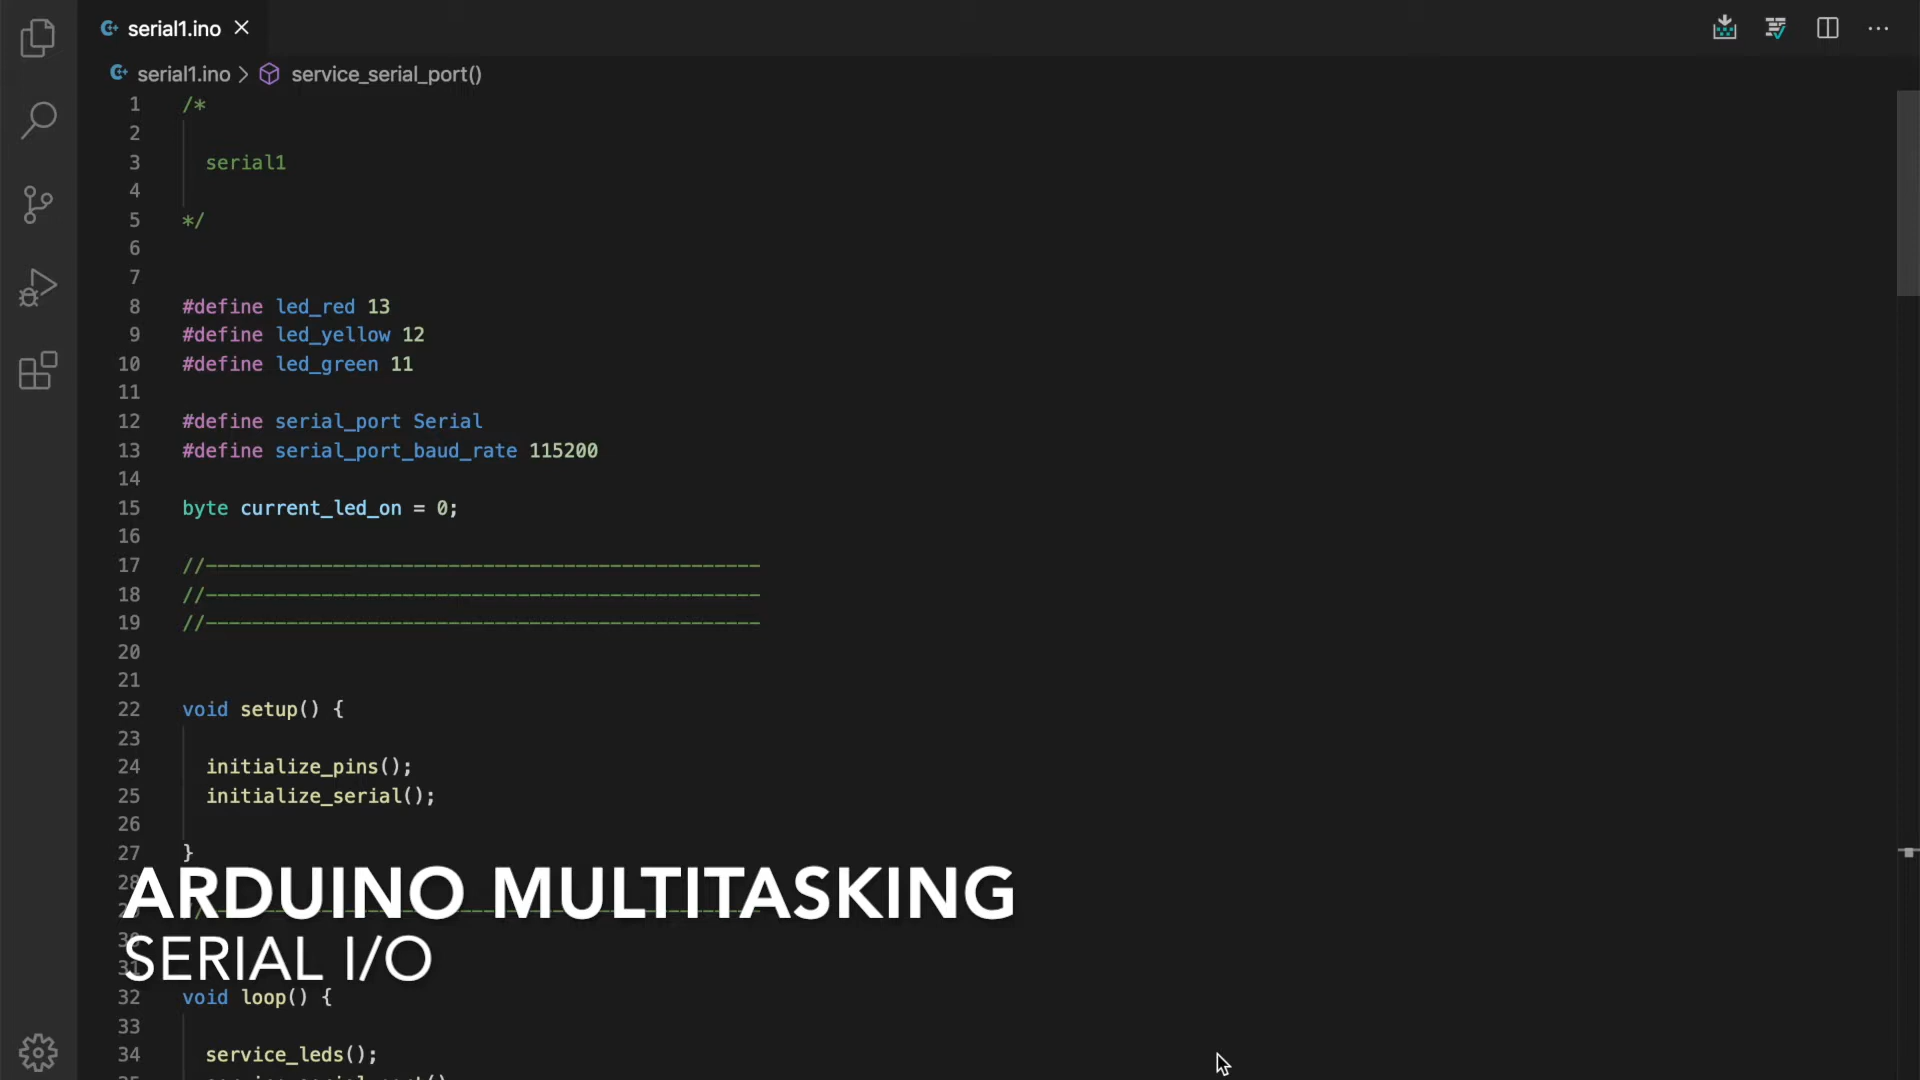 serial1.ino
serial1.ino > service_serial_port()
1 /*
2
3 serial1
4
5 */
6
7
8 #define led_red 13
9 #define led_yellow 12
10 #define led_green 11
11
12 #define serial_port Serial
13 #define serial_port_baud_rate 115200
14
15 byte current_led_on = 0;
16
17 //------------------------------------------------
18 //------------------------------------------------
19 //------------------------------------------------
20
21
22 void setup() {
23
24 initialize_pins();
25 initialize_serial();
26
27 }
28
ARDUINO MULTITASKING
30
SERIAL I/O
31
32 void loop() {
33
34 service_leds();